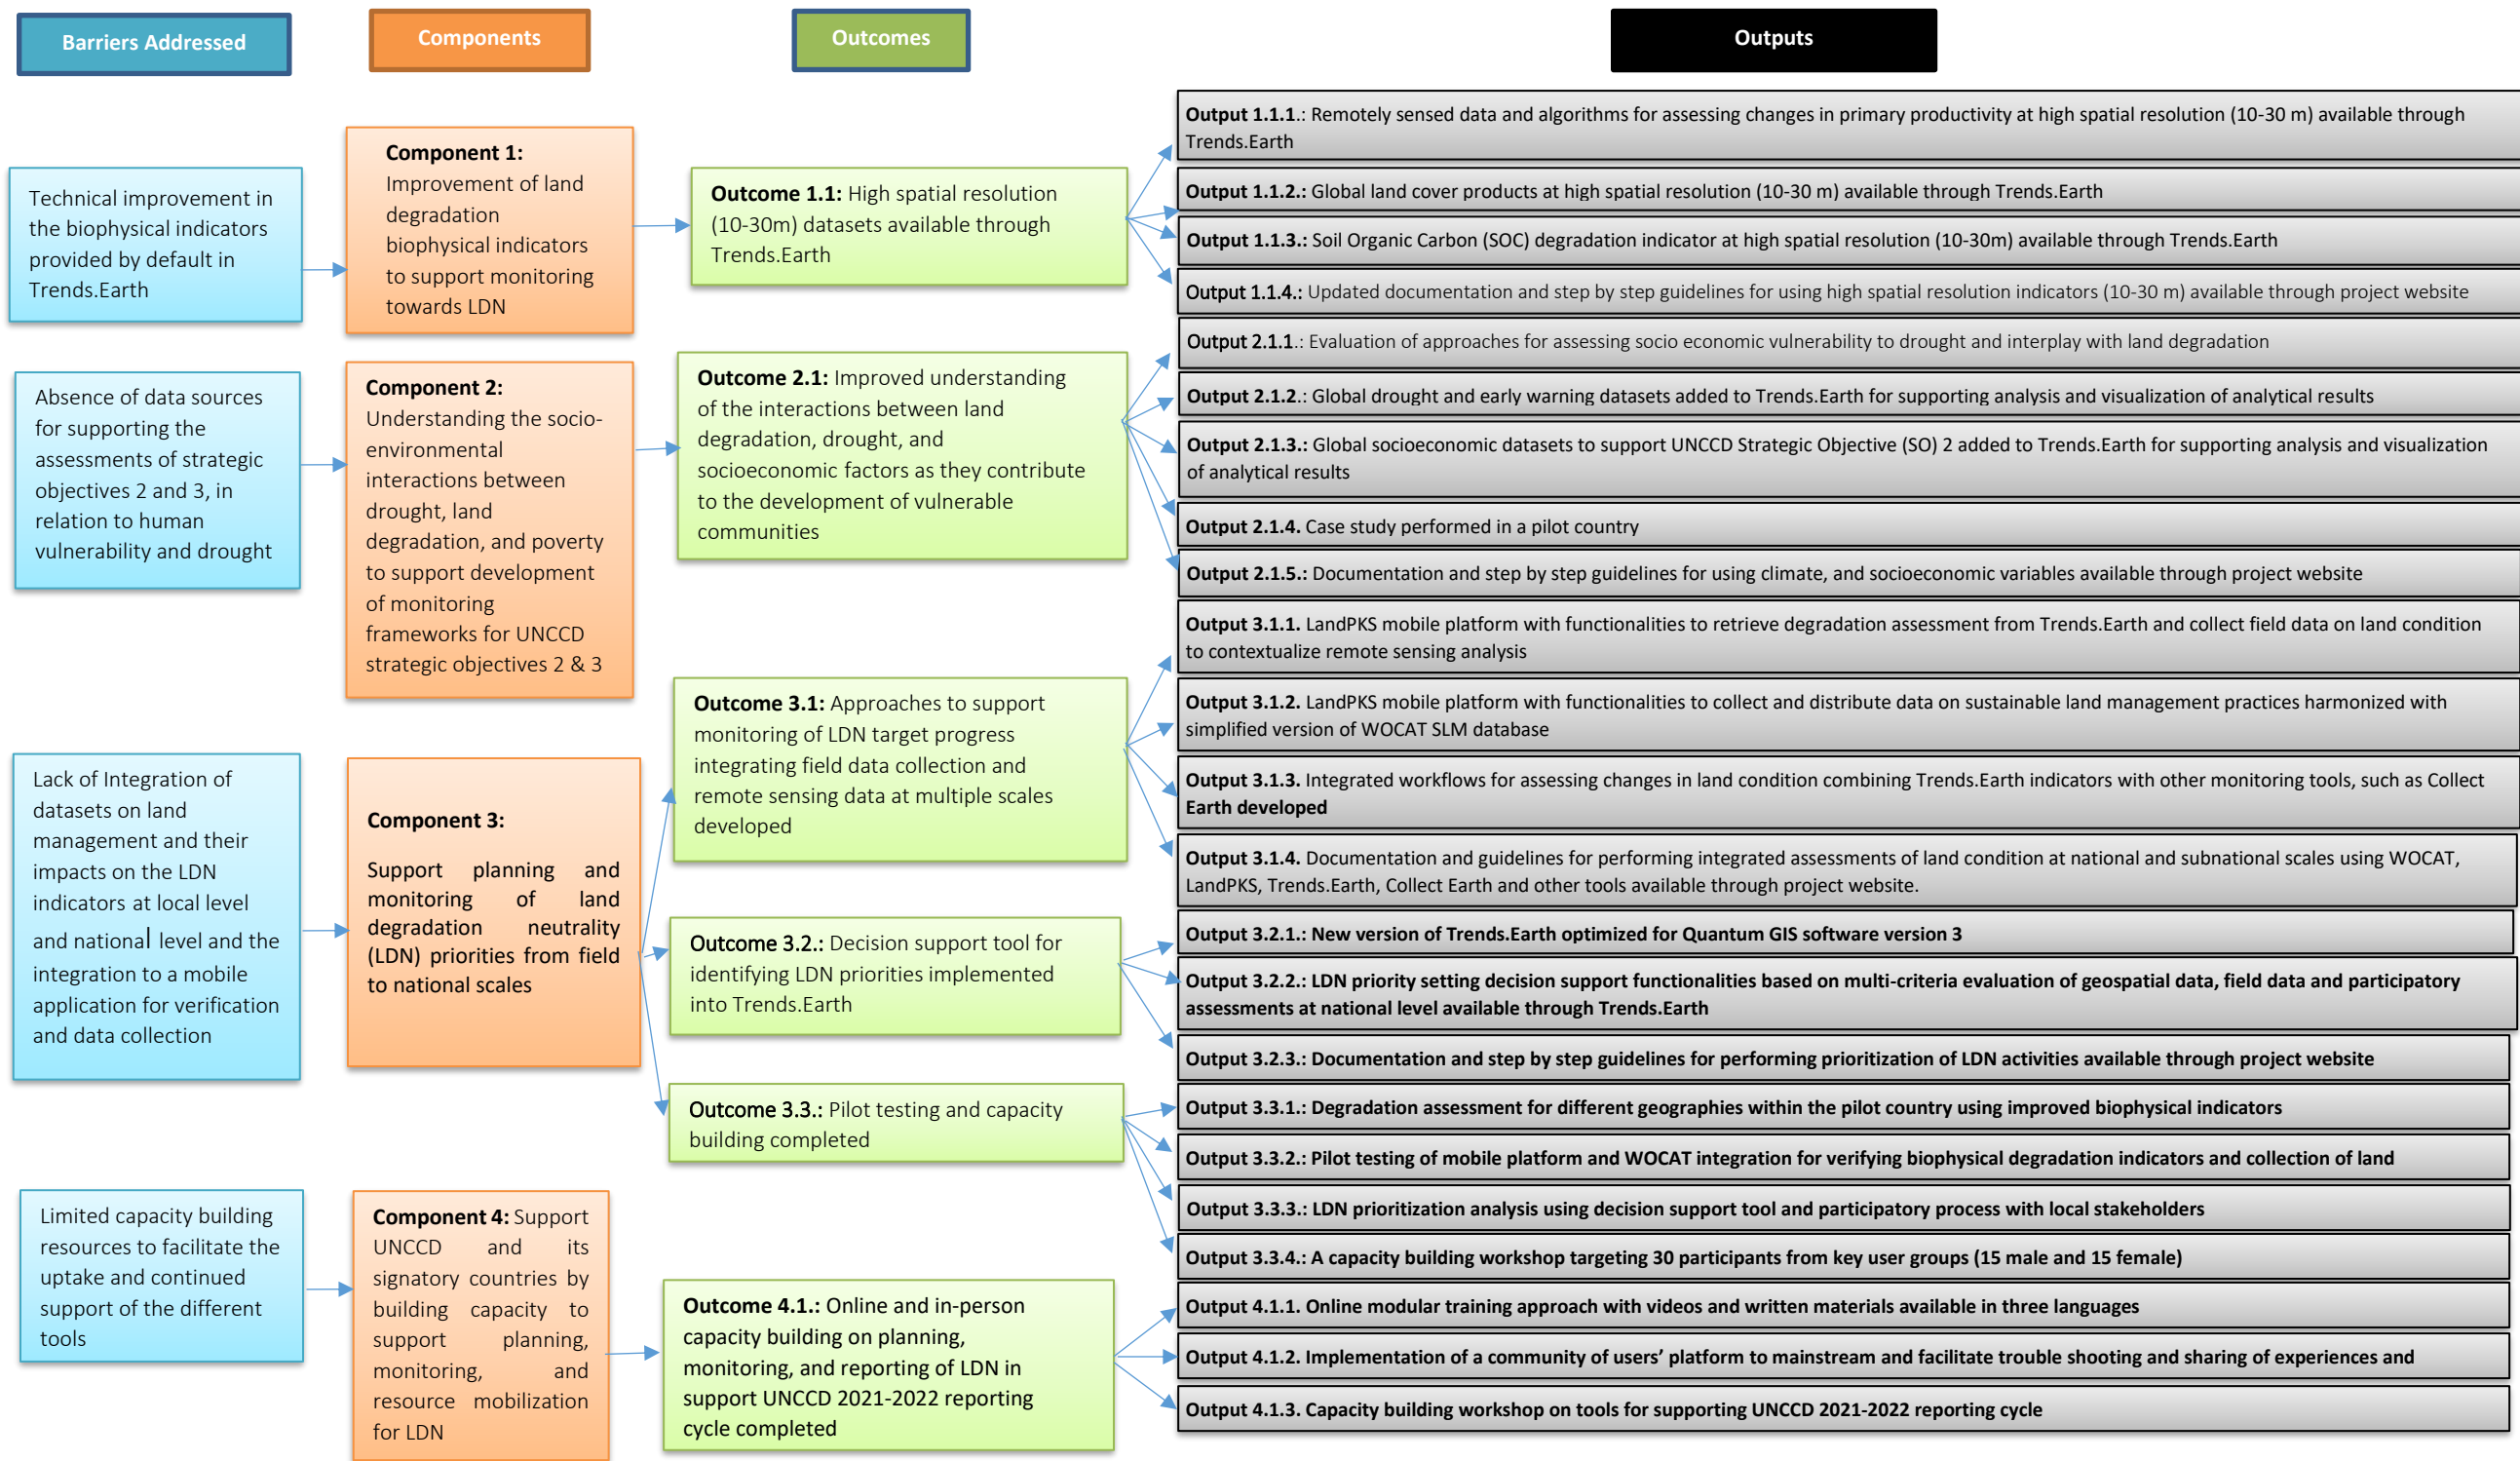 Barriers Addressed
Components
Outcomes
Outputs
Technical improvement in
the biophysical indicators
provided by default in
Trends.Earth
Component 1:
Improvement of land
degradation
biophysical indicators
to support monitoring
towards LDN
Outcome 1.1: High spatial resolution
(10-30m) datasets available through
Trends.Earth
Output 1.1.1.: Remotely sensed data and algorithms for assessing changes in primary productivity at high spatial resolution (10-30 m) available through
Trends.Earth
Output 1.1.2.: Global land cover products at high spatial resolution (10-30 m) available through Trends.Earth
Output 1.1.3.: Soil Organic Carbon (SOC) degradation indicator at high spatial resolution (10-30m) available through Trends.Earth
Output 1.1.4.: Updated documentation and step by step guidelines for using high spatial resolution indicators (10-30 m) available through project website
Absence of data sources
for supporting the
assessments of strategic
objectives 2 and 3, in
relation to human
vulnerability and drought
Component 2:
Understanding the socio-
environmental
interactions between
drought, land
degradation, and poverty
to support development
of monitoring
frameworks for UNCCD
strategic objectives 2 & 3
Outcome 2.1: Improved understanding
of the interactions between land
degradation, drought, and
socioeconomic factors as they contribute
to the development of vulnerable
communities
Output 2.1.1.: Evaluation of approaches for assessing socio economic vulnerability to drought and interplay with land degradation
Output 2.1.2.: Global drought and early warning datasets added to Trends.Earth for supporting analysis and visualization of analytical results
Output 2.1.3.: Global socioeconomic datasets to support UNCCD Strategic Objective (SO) 2 added to Trends.Earth for supporting analysis and visualization
of analytical results
Output 2.1.4. Case study performed in a pilot country
Output 2.1.5.: Documentation and step by step guidelines for using climate, and socioeconomic variables available through project website
Lack of Integration of
datasets on land
management and their
impacts on the LDN
indicators at local level
and national level and the
integration to a mobile
application for verification
and data collection
Component 3:
Support planning and
monitoring of land
degradation neutrality
(LDN) priorities from field
to national scales
Outcome 3.1: Approaches to support
monitoring of LDN target progress
integrating field data collection and
remote sensing data at multiple scales
developed
Output 3.1.1. LandPKS mobile platform with functionalities to retrieve degradation assessment from Trends.Earth and collect field data on land condition
to contextualize remote sensing analysis
Output 3.1.2. LandPKS mobile platform with functionalities to collect and distribute data on sustainable land management practices harmonized with
simplified version of WOCAT SLM database
Output 3.1.3. Integrated workflows for assessing changes in land condition combining Trends.Earth indicators with other monitoring tools, such as Collect
Earth developed
Output 3.1.4. Documentation and guidelines for performing integrated assessments of land condition at national and subnational scales using WOCAT,
LandPKS, Trends.Earth, Collect Earth and other tools available through project website.
Outcome 3.2.: Decision support tool for
identifying LDN priorities implemented
into Trends.Earth
Output 3.2.1.: New version of Trends.Earth optimized for Quantum GIS software version 3
Output 3.2.2.: LDN priority setting decision support functionalities based on multi-criteria evaluation of geospatial data, field data and participatory
assessments at national level available through Trends.Earth
Output 3.2.3.: Documentation and step by step guidelines for performing prioritization of LDN activities available through project website
Outcome 3.3.: Pilot testing and capacity
building completed
Output 3.3.1.: Degradation assessment for different geographies within the pilot country using improved biophysical indicators
Output 3.3.2.: Pilot testing of mobile platform and WOCAT integration for verifying biophysical degradation indicators and collection of land
Output 3.3.3.: LDN prioritization analysis using decision support tool and participatory process with local stakeholders
Output 3.3.4.: A capacity building workshop targeting 30 participants from key user groups (15 male and 15 female)
Limited capacity building
resources to facilitate the
uptake and continued
support of the different
tools
Component 4: Support
UNCCD and its
signatory countries by
building capacity to
support planning,
monitoring, and
resource mobilization
for LDN
Outcome 4.1.: Online and in-person
capacity building on planning,
monitoring, and reporting of LDN in
support UNCCD 2021-2022 reporting
cycle completed
Output 4.1.1. Online modular training approach with videos and written materials available in three languages
Output 4.1.2. Implementation of a community of users’ platform to mainstream and facilitate trouble shooting and sharing of experiences and
Output 4.1.3. Capacity building workshop on tools for supporting UNCCD 2021-2022 reporting cycle